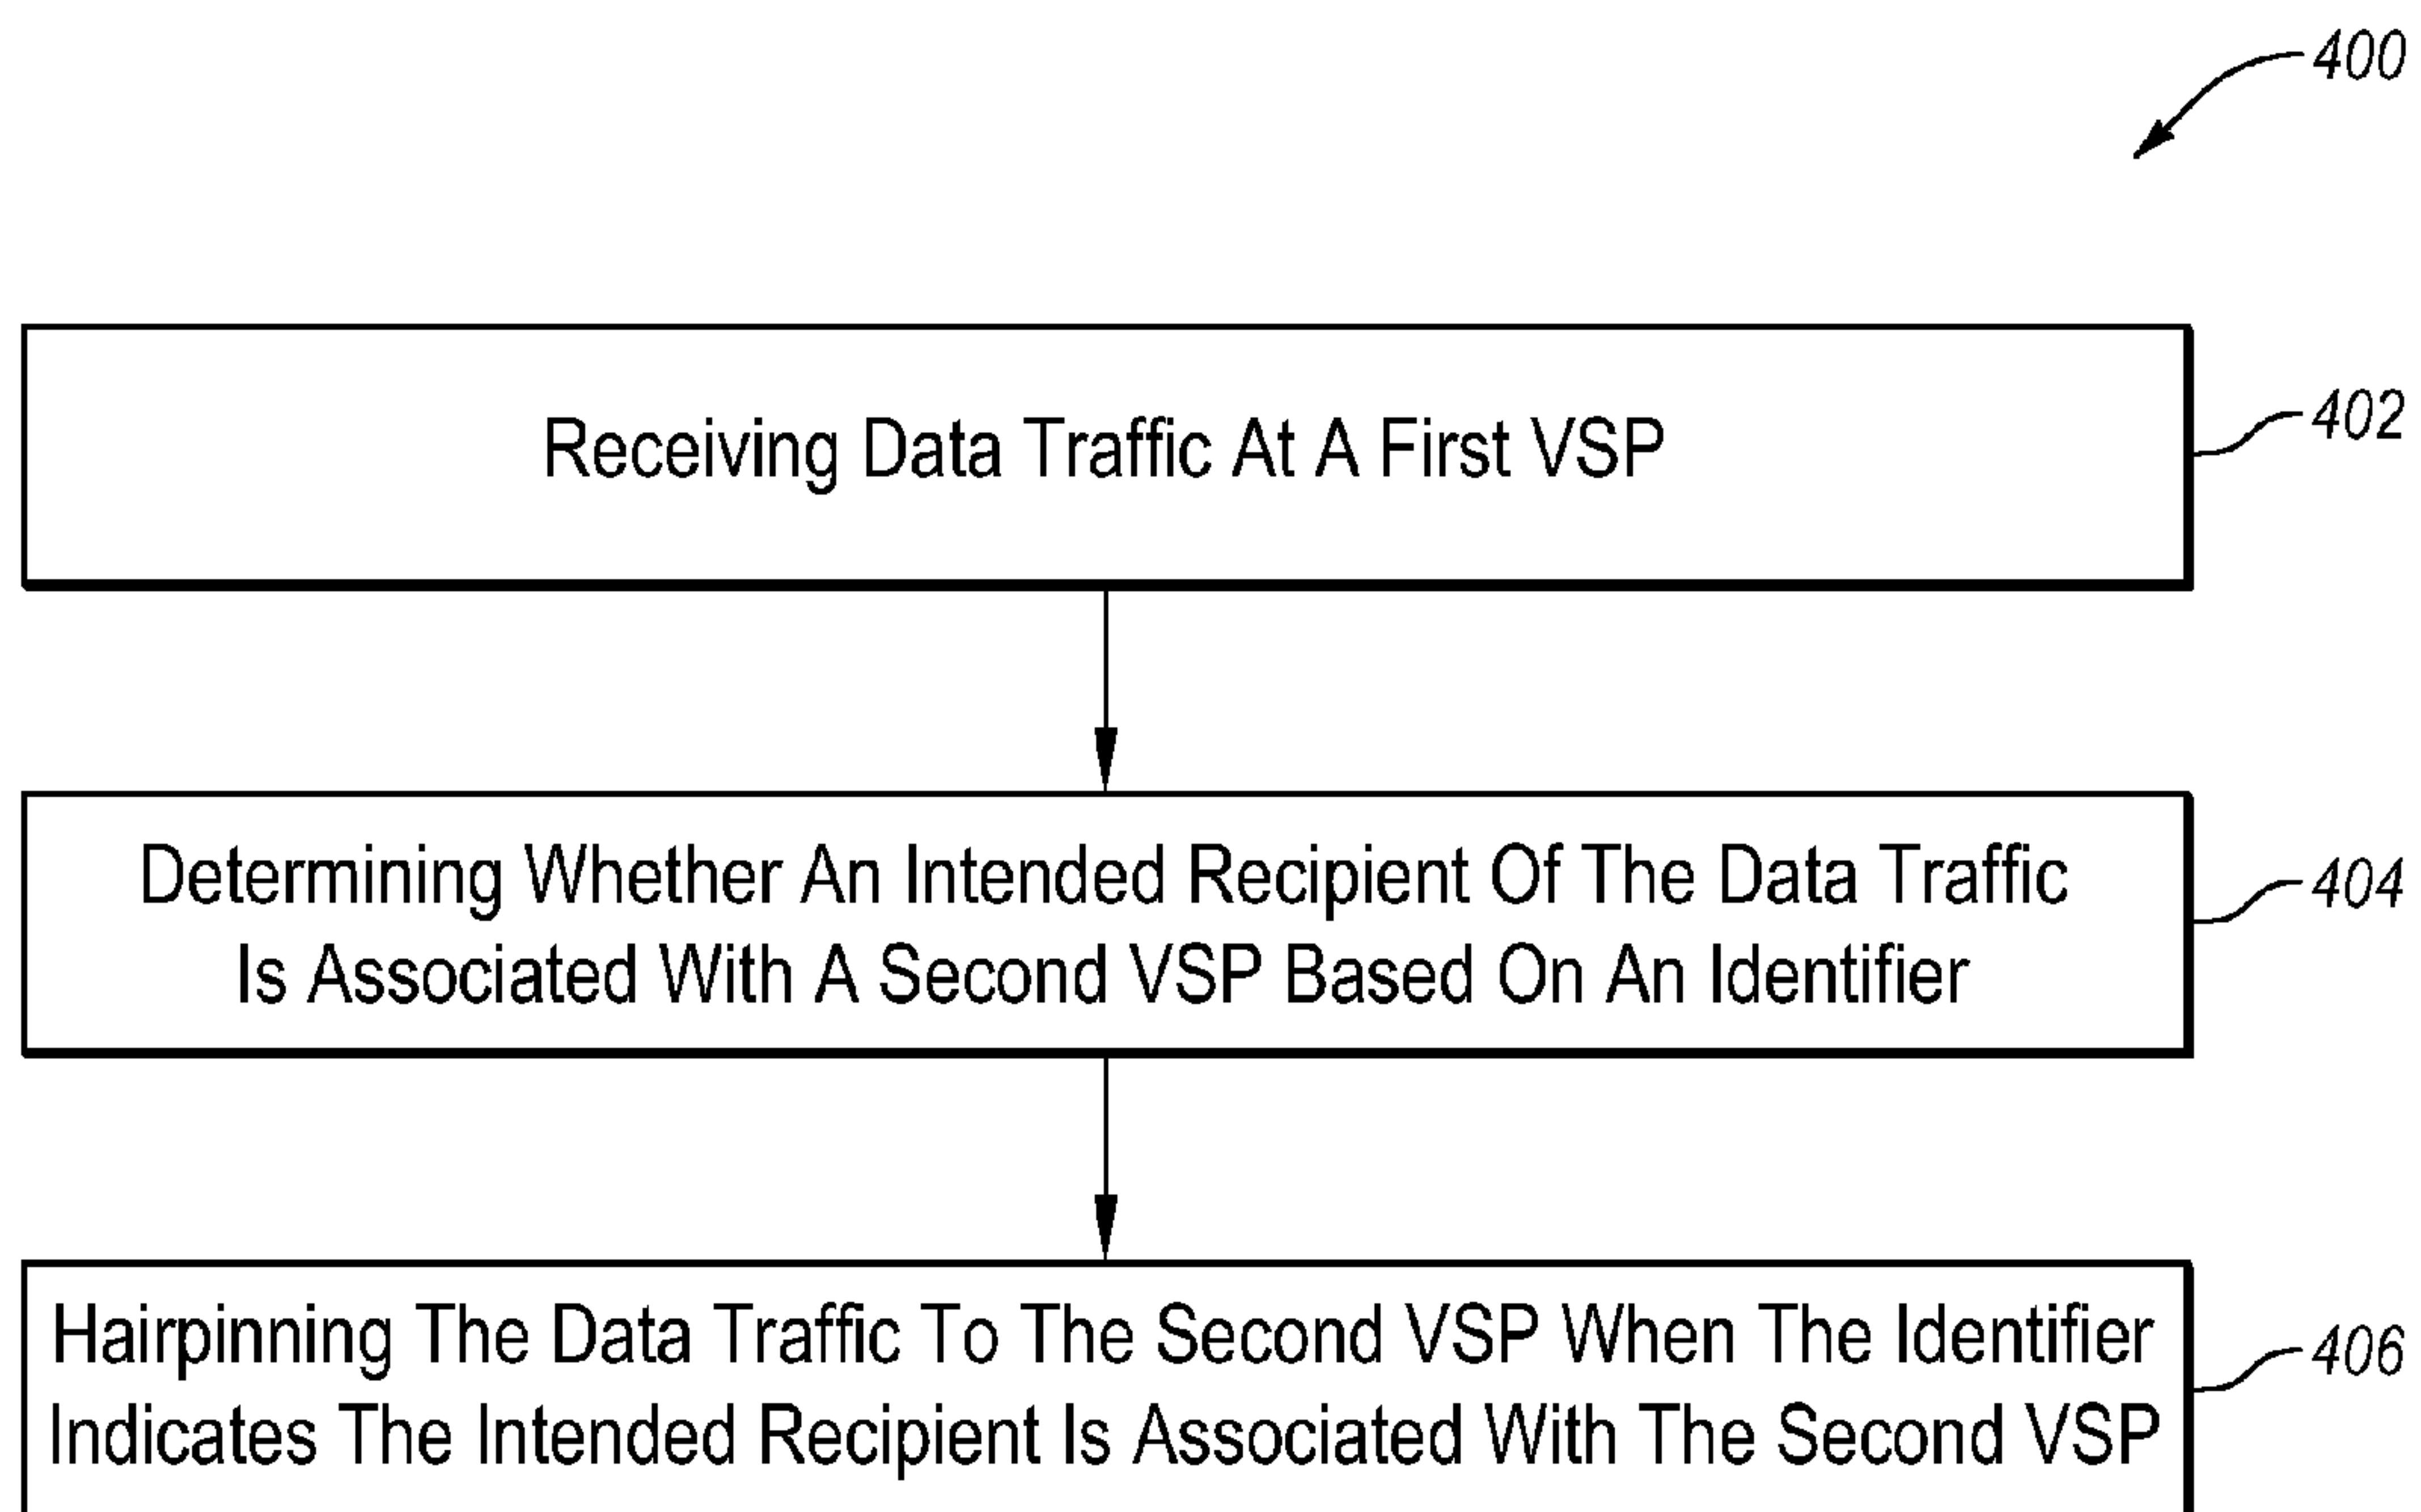 400
Receiving Data Traffic At A First VSP
402
Determining Whether An Intended Recipient Of The Data Traffic
Is Associated With A Second VSP Based On An Identifier
404
Hairpinning The Data Traffic To The Second VSP When The Identifier
Indicates The Intended Recipient Is Associated With The Second VSP
406